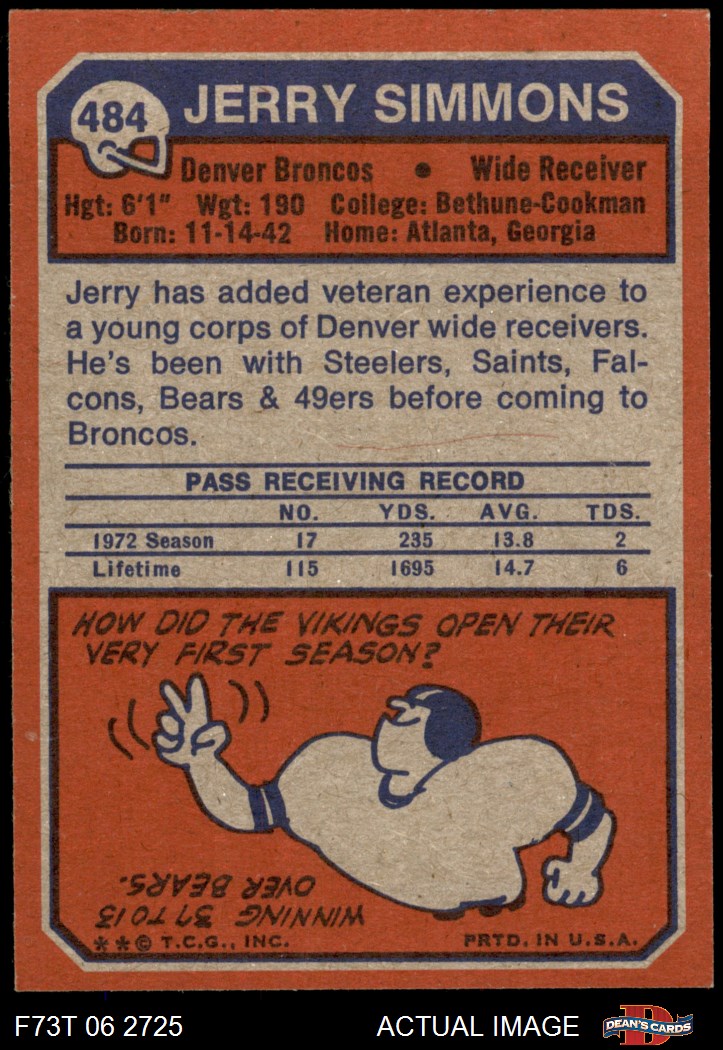 484 JERRY SIMMONS
Denver Broncos • Wide Receiver
Hgt: 6'1" Wgt: 190 College: Bethune-Cookman
Born: 11-14-42 Home: Atlanta, Georgia
Jerry has added veteran experience to
a young corps of Denver wide receivers.
He's been with Steelers, Saints, Fal-
cons, Bears & 49ers before coming to
Broncos.
PASS RECEIVING RECORD
NO. YDS. AVG. TDS.
1972 Season 17 235 13.8 2
Lifetime 115 1695 14.7 6
HOW DID THE VIKINGS OPEN THEIR
VERY FIRST SEASON?
WINNING 37 TO 13
OVER BEARS.
**© T.C.G., INC. PRTD. IN U.S.A.
F73T 06 2725 ACTUAL IMAGE D DEAN'S CARDS